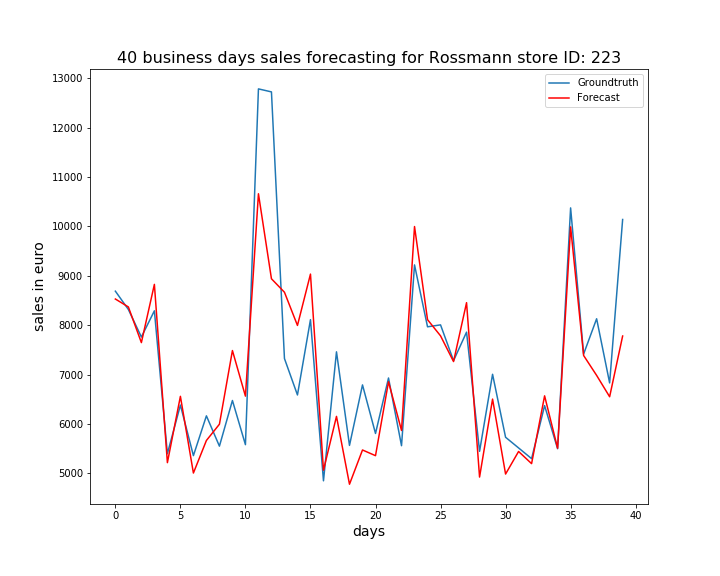 40 business days sales forecasting for Rossmann store ID: 223
Groundtruth
Forecast
13000
12000
11000
10000
9000
8000
7000
6000
5000
sales in euro
0 5 10 15 20 25 30 35 40
days